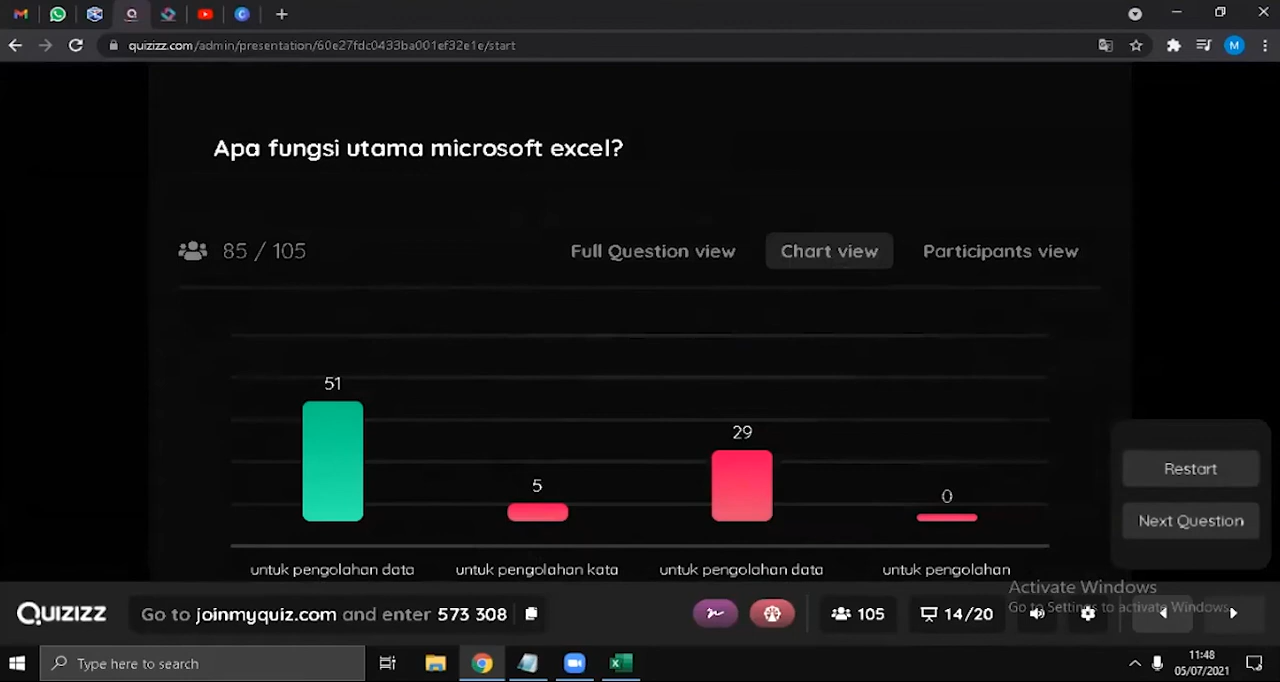 quizizz.com/admin/presentation/60e27fdc0433ba001ef32e1e/start
M
Apa fungsi utama microsoft excel?
85 / 105
Full Question view
Chart view
Participants view
51
5
29
0
untuk pengolahan data
untuk pengolahan kata
untuk pengolahan data
untuk pengolahan
Restart
Next Question
Activate Windows
Go to Settings to activate Windows.
Quizizz
Go to joinmyquiz.com and enter 573 308
105
14/20
Type here to search
11:48
05/07/2021